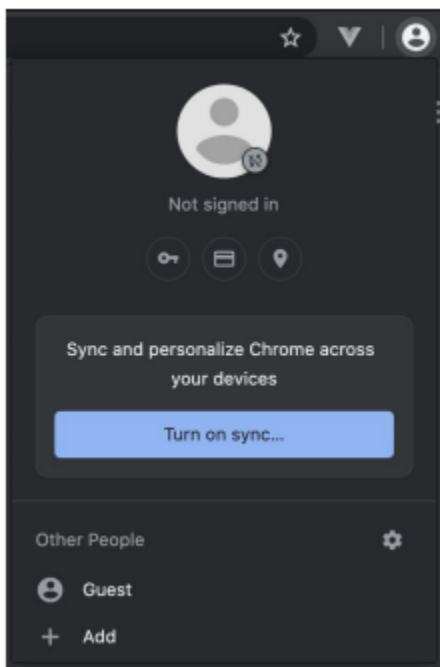 Not signed in
Sync and personalize Chrome across
your devices
Turn on sync...
Other People
Guest
Add